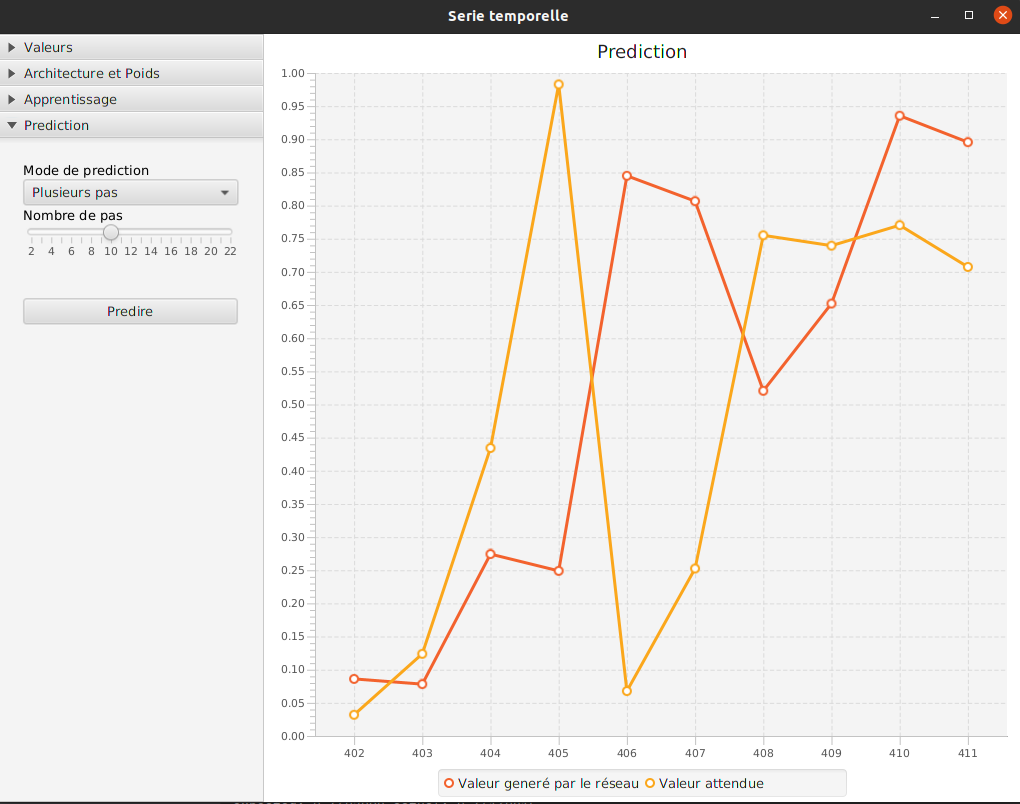 Serie temporelle
Valeurs
Architecture et Poids
Apprentissage
Prediction
Mode de prediction
Plusieurs pas
Nombre de pas
2 4 6 8 10 12 14 16 18 20 22
Predire
Prediction
1.00
0.95
0.90
0.85
0.80
0.75
0.70
0.65
0.60
0.55
0.50
0.45
0.40
0.35
0.30
0.25
0.20
0.15
0.10
0.05
0.00
402 403 404 405 406 407 408 409 410 411
Valeur generé par le réseau Valeur attendue